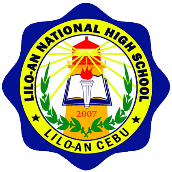 LILO-AN NATIONAL HIGH SCHOOL
2007
LILO-AN CEBU